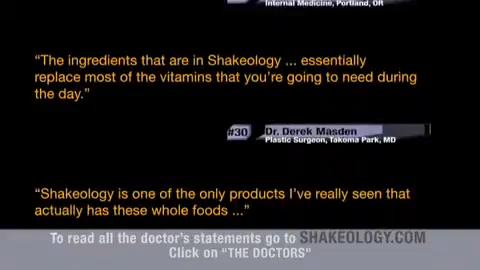 Internal Medicine, Portland, OR
“The ingredients that are in Shakeology ... essentially
replace most of the vitamins that you’re going to need during
the day.”
#30 Dr. Derek Masden
Plastic Surgeon, Takoma Park, MD
“Shakeology is one of the only products I’ve really seen that
actually has these whole foods ...”
To read all the doctor’s statements go to SHAKEOLOGY.COM
Click on “THE DOCTORS”